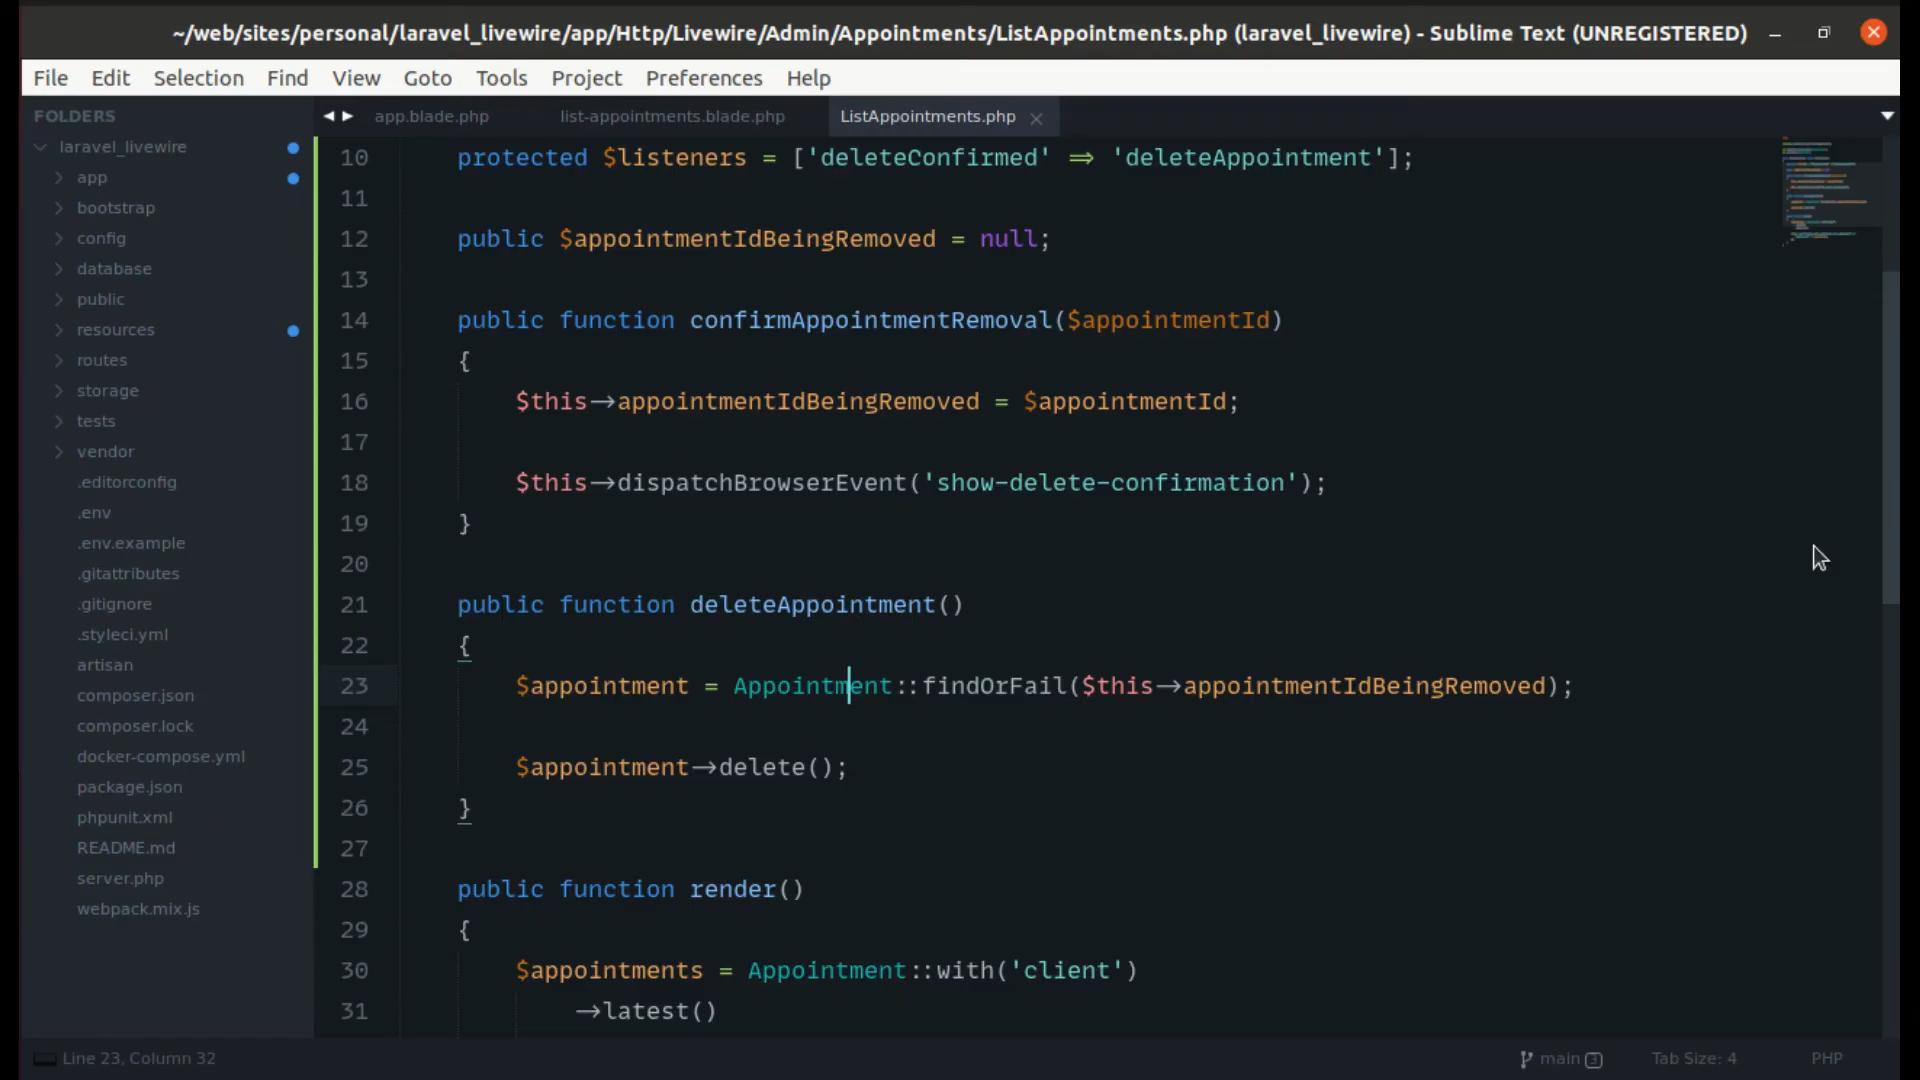 ~/web/sites/personal/laravel_livewire/app/Http/Livewire/Admin/Appointments/ListAppointments.php (laravel_livewire) - Sublime Text (UNREGISTERED)
File Edit Selection Find View Goto Tools Project Preferences Help
FOLDERS
laravel_livewire
app
bootstrap
config
database
public
resources
routes
storage
tests
vendor
.editorconfig
.env
.env.example
.gitattributes
.gitignore
.styleci.yml
artisan
composer.json
composer.lock
docker-compose.yml
package.json
phpunit.xml
README.md
server.php
webpack.mix.js
app.blade.php list-appointments.blade.php ListAppointments.php
10 protected $listeners = ['deleteConfirmed' => 'deleteAppointment'];
11
12 public $appointmentIdBeingRemoved = null;
13
14 public function confirmAppointmentRemoval($appointmentId)
15 {
16 $this->appointmentIdBeingRemoved = $appointmentId;
17
18 $this->dispatchBrowserEvent('show-delete-confirmation');
19 }
20
21 public function deleteAppointment()
22 {
23 $appointment = Appointment::findOrFail($this->appointmentIdBeingRemoved);
24
25 $appointment->delete();
26 }
27
28 public function render()
29 {
30 $appointments = Appointment::with('client')
31 ->latest()
Line 23, Column 32 main 3 Tab Size: 4 PHP